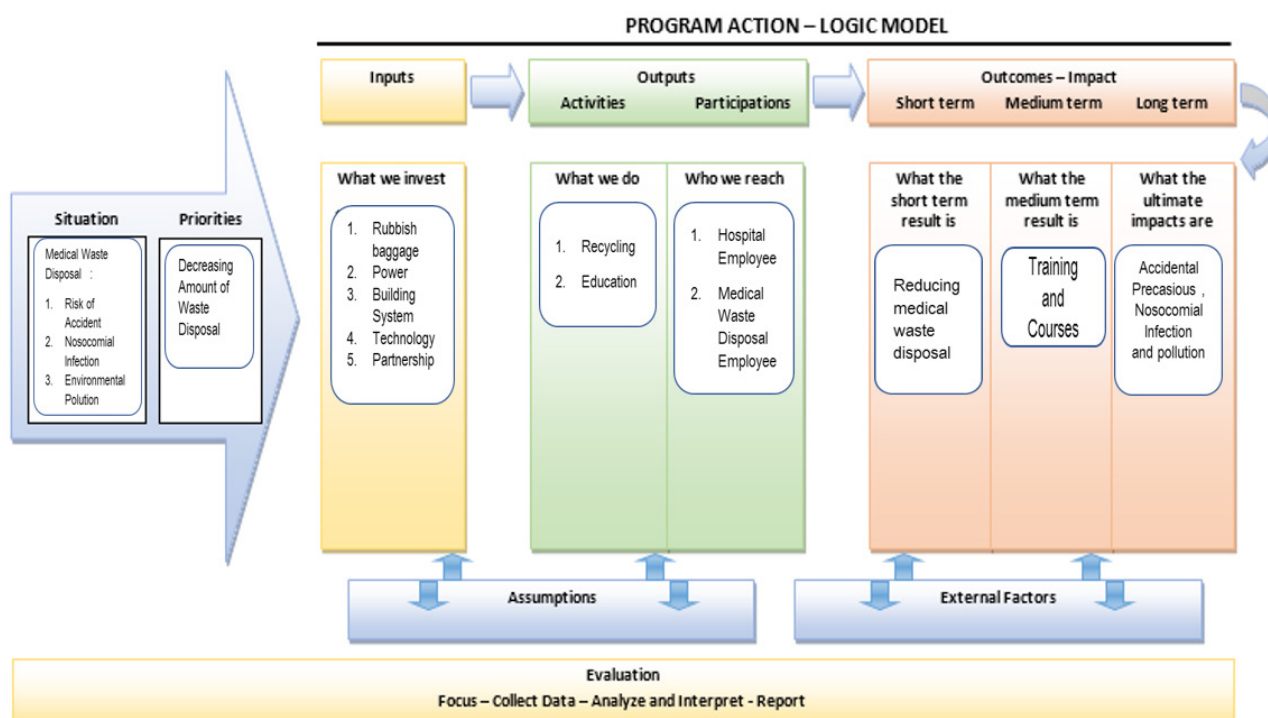 PROGRAM ACTION – LOGIC MODEL
Inputs
Outputs
Activities Participations
Outcomes – Impact
Short term Medium term Long term
Situation
Medical Waste
Disposal :
1. Risk of
Accident
2. Nosocomial
Infection
3. Environmental
Polution
Priorities
Decreasing
Amount of
Waste
Disposal
What we invest
1. Rubbish
baggage
2. Power
3. Building
System
4. Technology
5. Partnership
What we do
1. Recycling
2. Education
Who we reach
1. Hospital
Employee
2. Medical
Waste
Disposal
Employee
What the
short term
result is
Reducing
medical
waste
disposal
What the
medium term
result is
Training
and
Courses
What the
ultimate
impacts are
Accidental
Precasious ,
Nosocomial
Infection
and pollution
Assumptions
External Factors
Evaluation
Focus – Collect Data – Analyze and Interpret - Report